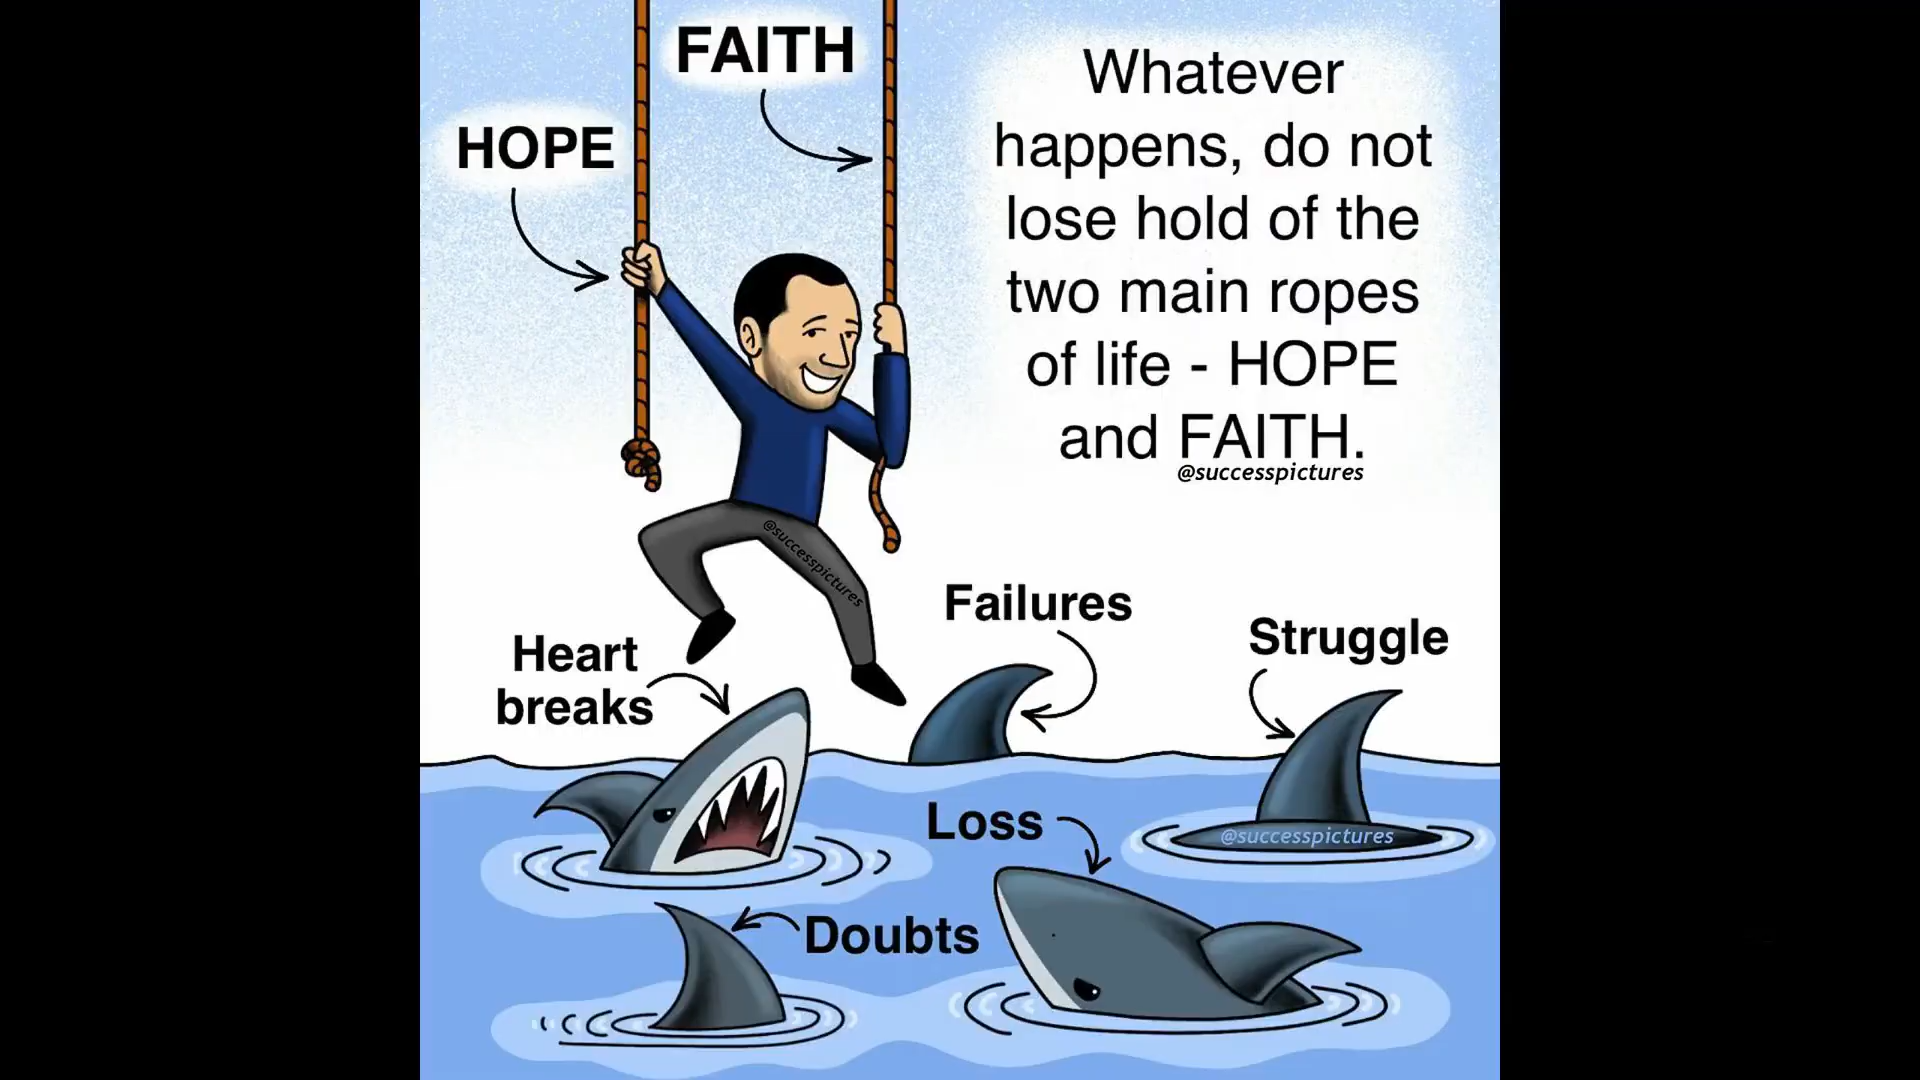 FAITH
HOPE
Whatever
happens, do not
lose hold of the
two main ropes
of life - HOPE
and FAITH.
@successpictures
@successpictures
Failures
Struggle
Heart
breaks
Loss
@successpictures
Doubts